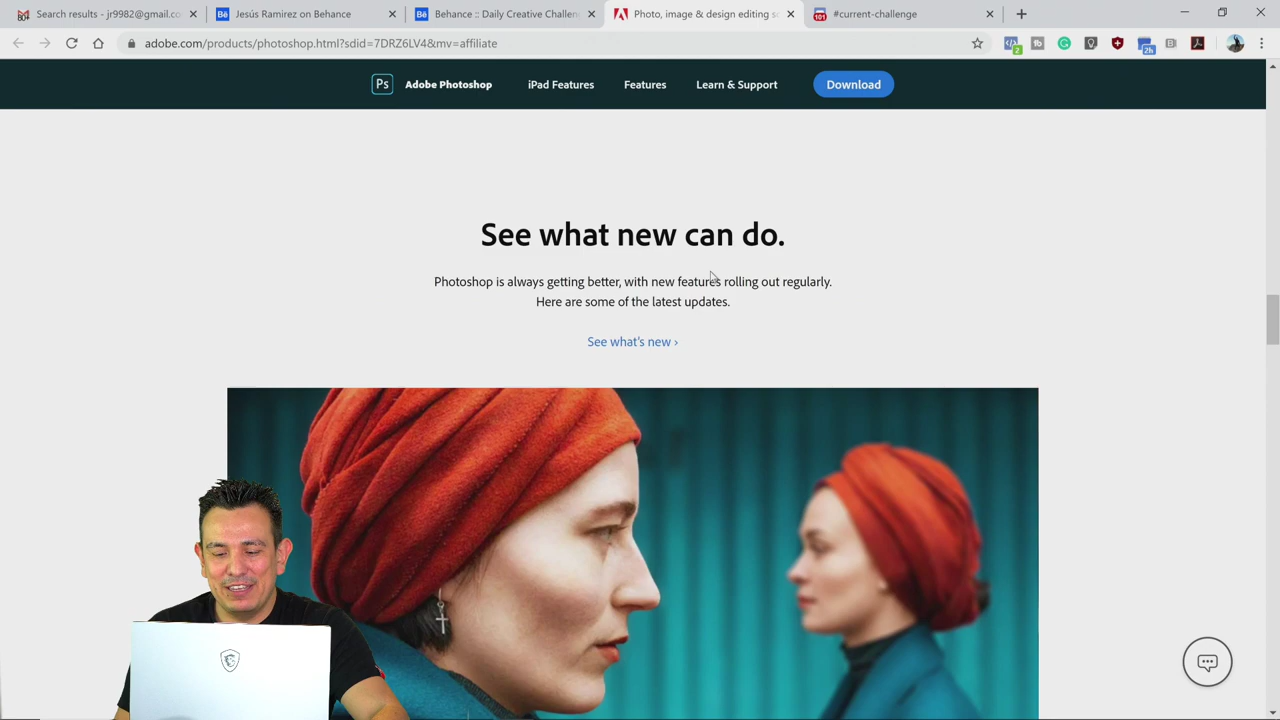 Search results - jr9982@gmail.co
Jesús Ramirez on Behance
Behance :: Daily Creative Challen
Photo, image & design editing so
#current-challenge
adobe.com/products/photoshop.html?sdid=7DRZ6LV4&mv=affiliate
Ps
Adobe Photoshop
iPad Features
Features
Learn & Support
Download
See what new can do.
Photoshop is always getting better, with new features rolling out regularly.
Here are some of the latest updates.
See what's new ›